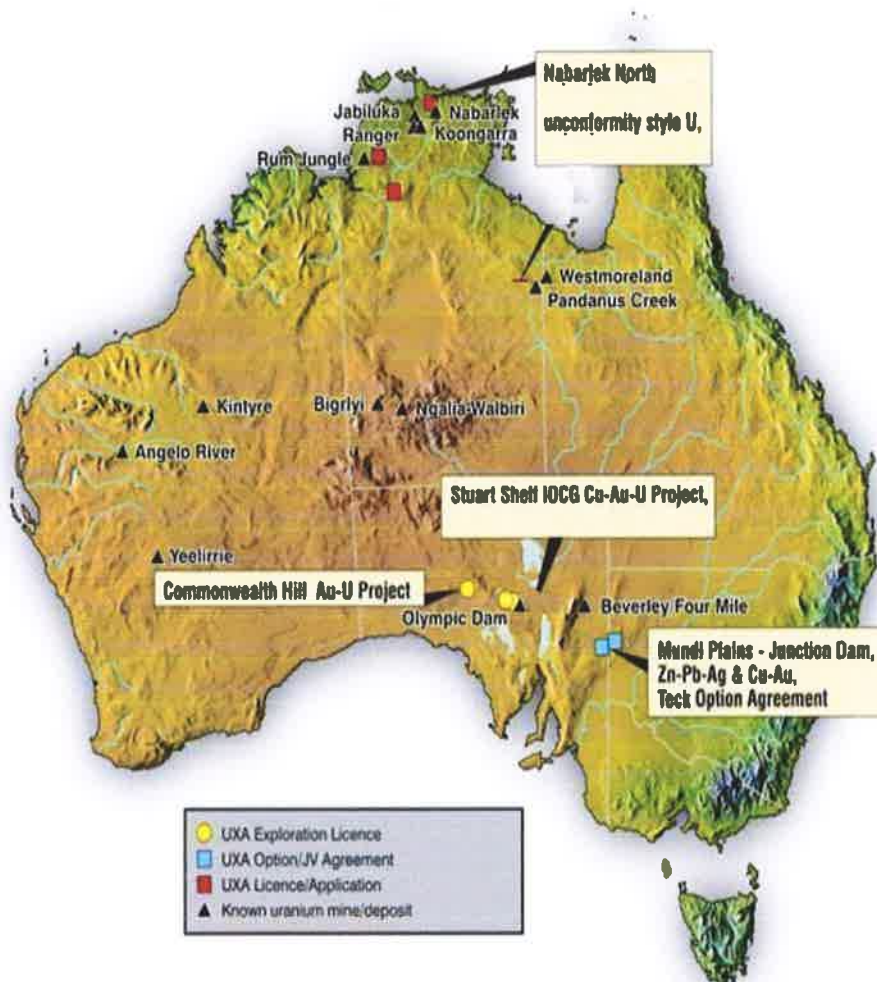 Nabarlek North
unconformity style U,
Jabiluka
Nabarlek
Ranger
Koongarra
Rum Jungle
Westmoreland
Pandanus Creek
Kintyre
Bigrlyi
Ngalia-Walbiri
Angelo River
Stuart Shelf IOCG Cu-Au-U Project,
Yeelirrie
Commonwealth Hill Au-U Project
Olympic Dam
Beverley Four Mile
Mundi Plains - Junction Dam,
Zn-Pb-Ag & Cu-Au,
Teck Option Agreement
UXA Exploration Licence
UXA Option/JV Agreement
UXA Licence/Application
Known uranium mine/deposit